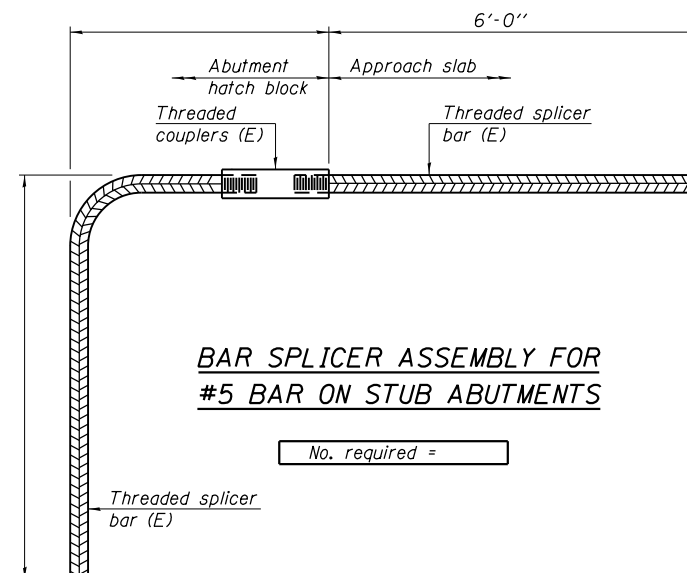 6'-0"
Abutment
hatch block
Approach slab
Threaded
couplers (E)
Threaded splicer
bar (E)
BAR SPLICER ASSEMBLY FOR
#5 BAR ON STUB ABUTMENTS
No. required =
Threaded splicer
bar (E)